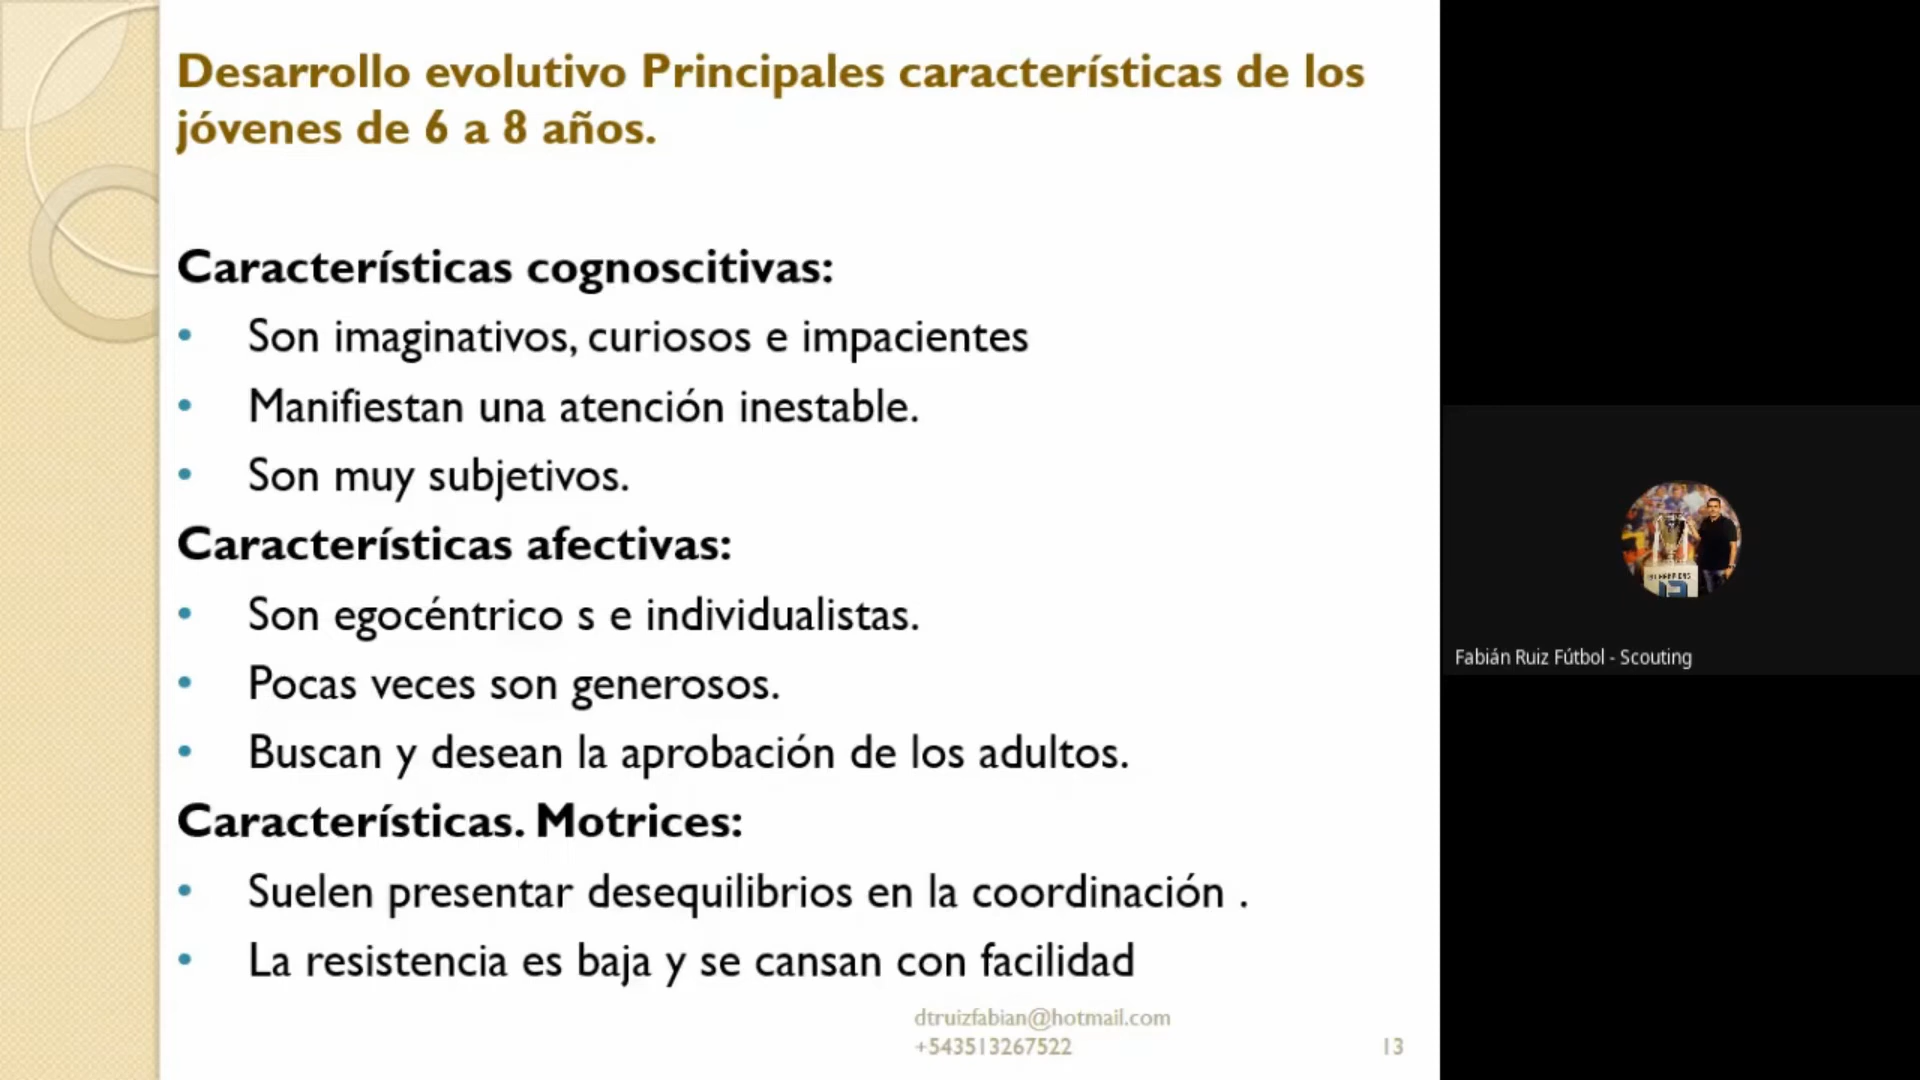 Desarrollo evolutivo Principales características de los
jóvenes de 6 a 8 años.
Características cognoscitivas:
• Son imaginativos, curiosos e impacientes
• Manifiestan una atención inestable.
• Son muy subjetivos.
Características afectivas:
• Son egocéntrico s e individualistas.
• Pocas veces son generosos.
• Buscan y desean la aprobación de los adultos.
Características. Motrices:
• Suelen presentar desequilibrios en la coordinación .
• La resistencia es baja y se cansan con facilidad
dtruizfabian@hotmail.com
+543513267522
13
Fabián Ruiz Fútbol - Scouting